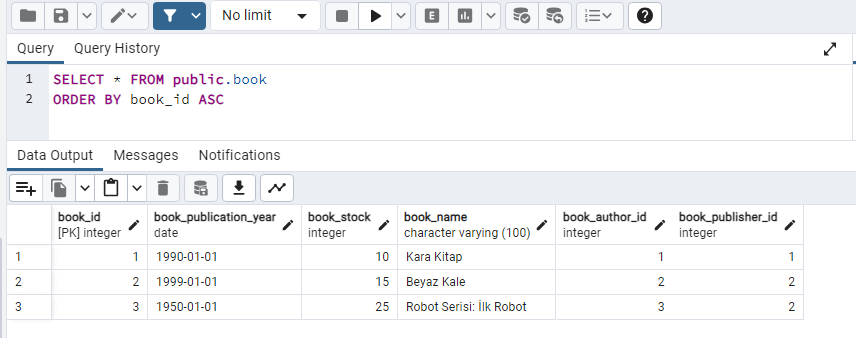 No limit
E
Query Query History
1 SELECT * FROM public.book
2 ORDER BY book_id ASC
Data Output Messages Notifications
book_id book_publication_year book_stock book_name book_author_id book_publisher_id
[PK] integer date integer character varying (100) integer integer
1 1 1990-01-01 10 Kara Kitap 1 1
2 2 1999-01-01 15 Beyaz Kale 2 2
3 3 1950-01-01 25 Robot Serisi: İlk Robot 3 2